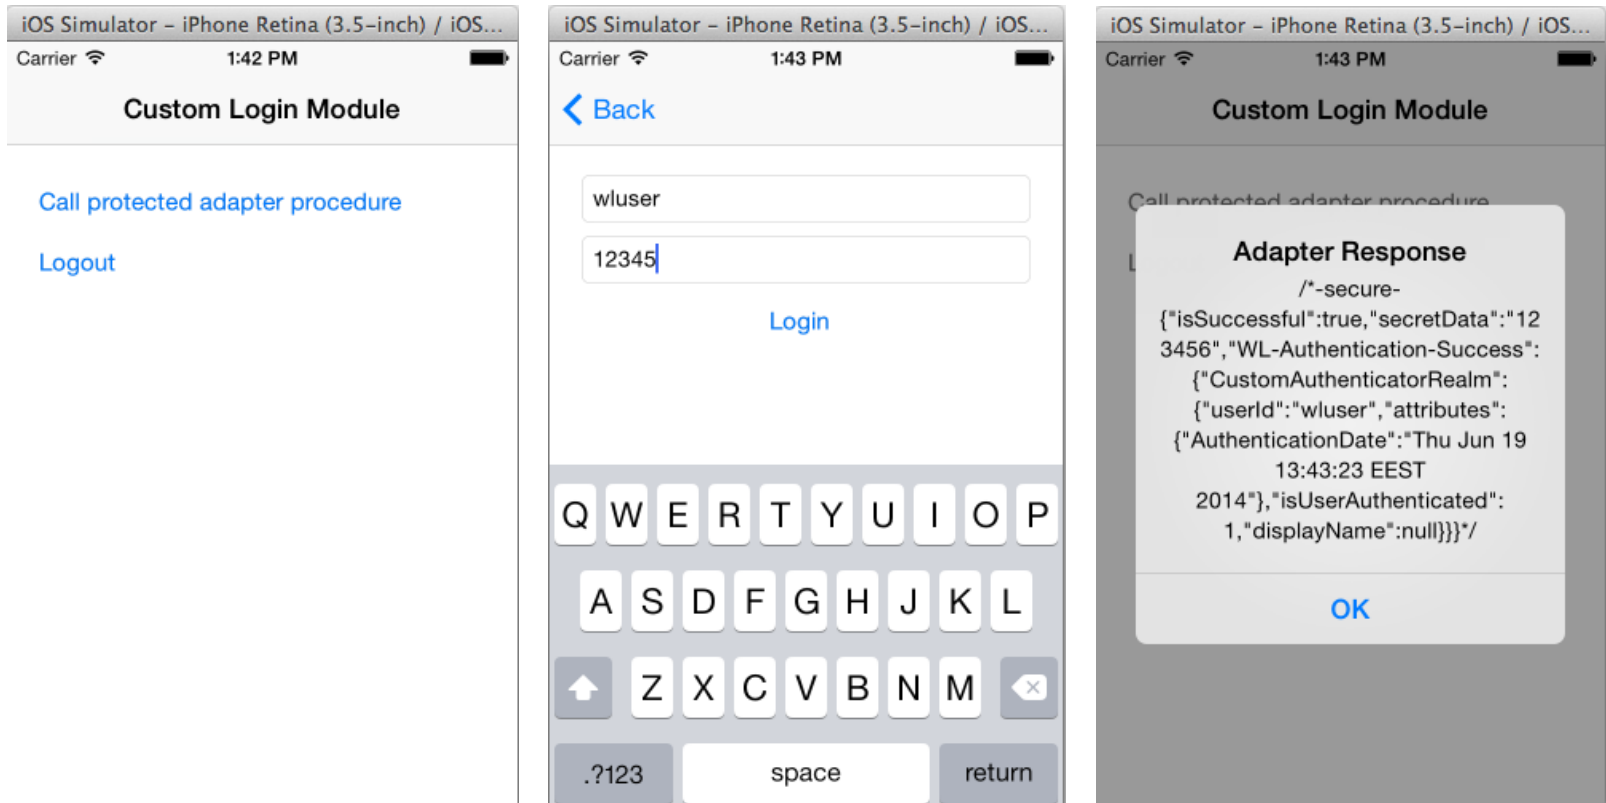 iOS Simulator – iPhone Retina (3.5-inch) / iOS...
Carrier 1:42 PM
Custom Login Module
Call protected adapter procedure
Logout
iOS Simulator – iPhone Retina (3.5-inch) / iOS...
Carrier 1:43 PM
Back
wluser
12345
Login
Q W E R T Y U I O P
A S D F G H J K L
Z X C V B N M
.?123 space return
iOS Simulator – iPhone Retina (3.5-inch) / iOS...
Carrier 1:43 PM
Custom Login Module
Call protected adapter procedure
L
Adapter Response
/*-secure-
{"isSuccessful":true,"secretData":"12
3456","WL-Authentication-Success":
{"CustomAuthenticatorRealm":
{"userId":"wluser","attributes":
{"AuthenticationDate":"Thu Jun 19
13:43:23 EEST
2014"},"isUserAuthenticated":
1,"displayName":null}}}*/
OK